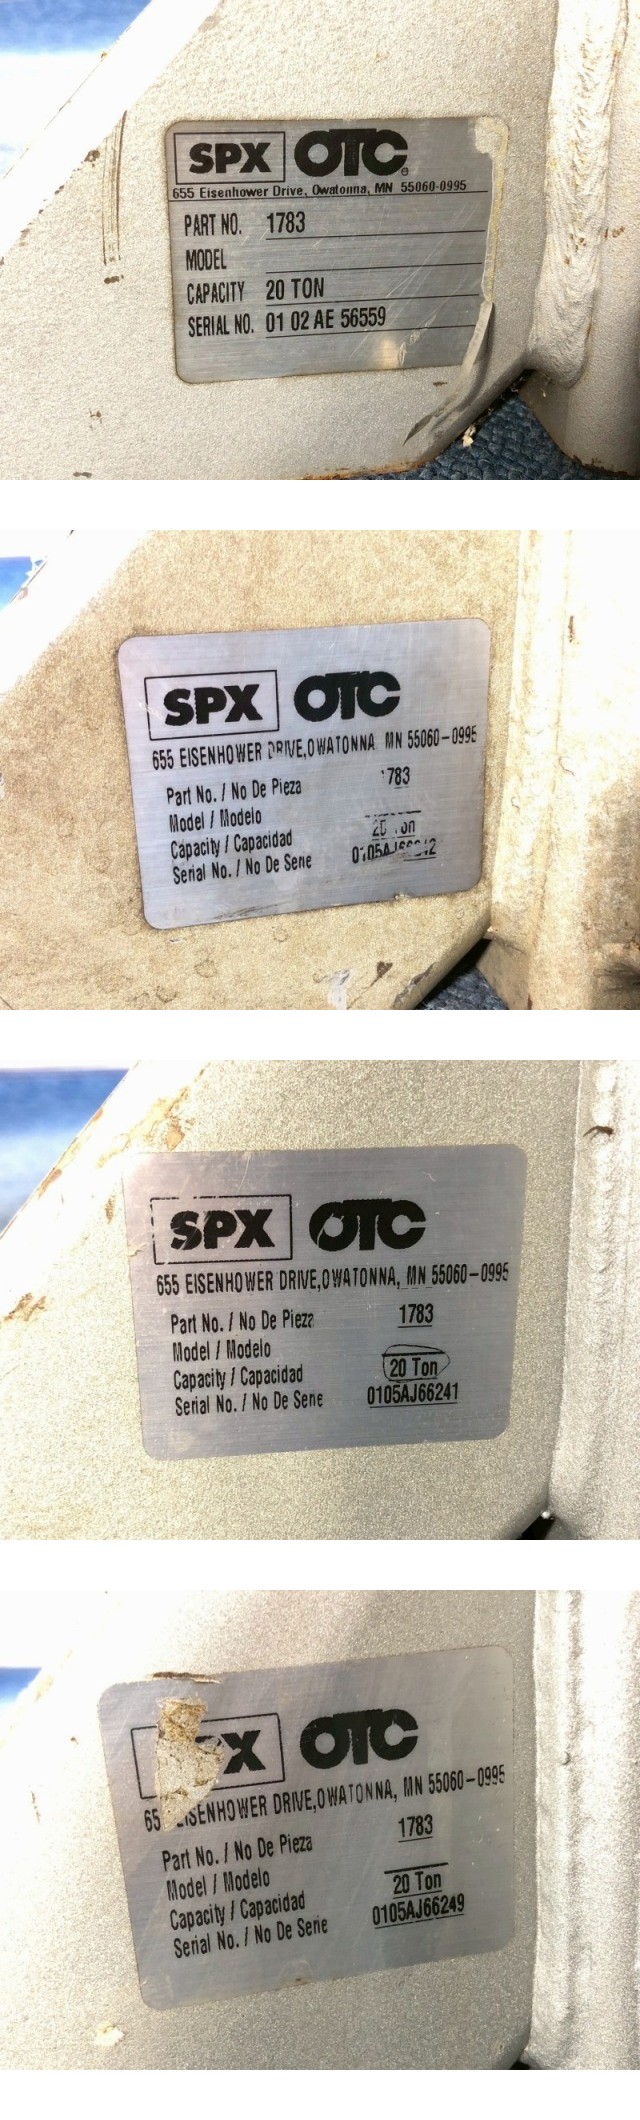 SPX OTC
655 Eisenhower Drive, Owatonna, MN 55060-0995
PART NO. 1783
MODEL
CAPACITY 20 TON
SERIAL NO. 01 02 AE 56559
SPX OTC
655 EISENHOWER DRIVE,OWATONNA MN 55060-0995
Part No. / No De Pieza 1783
Model / Modelo
Capacity / Capacidad 20 Ton
Serial No. / No De Serie
SPX OTC
655 EISENHOWER DRIVE,OWATONNA, MN 55060-0995
Part No. / No De Pieza 1783
Model / Modelo
Capacity / Capacidad 20 Ton
Serial No. / No De Serie 0105AJ66241
OTC
EISENHOWER DRIVE,OWATONNA, MN 55060-0995
Part No. / No De Pieza 1783
Model / Modelo
Capacity / Capacidad 20 Ton
Serial No. / No De Serie 0105AJ66249